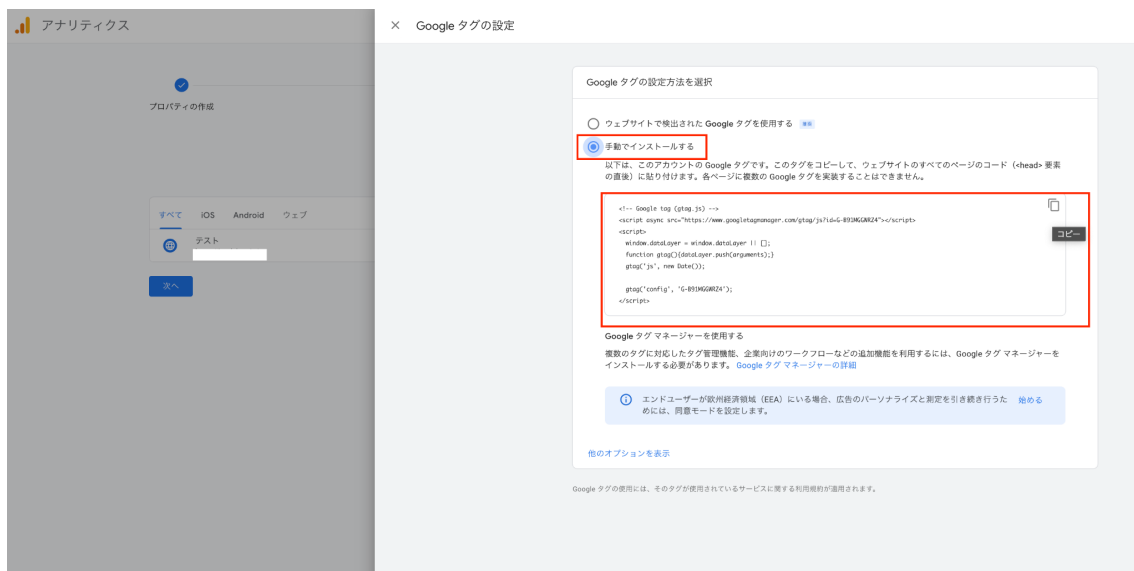 アナリティクス
Google タグの設定
プロパティの作成
すべて iOS Android ウェブ
テスト
次へ
Google タグの設定方法を選択
ウェブサイトで検出された Google タグを使用する
手動でインストールする
以下は、このアカウントの Google タグです。このタグをコピーして、ウェブサイトのすべてのページのコード（<head> 要素
の直後）に貼り付けます。各ページに複数の Google タグを実装することはできません。
<!-- Google tag (gtag.js) -->
<script async src="https://www.googletagmanager.com/gtag/js?id=G-B91MGGWRZ4"></script>
<script>
window.dataLayer = window.dataLayer || [];
function gtag(){dataLayer.push(arguments);}
gtag('js', new Date());
gtag('config', 'G-B91MGGWRZ4');
</script>
コピー
Google タグ マネージャーを使用する
複数のタグに対応したタグ管理機能、企業向けのワークフローなどの追加機能を利用するには、Google タグ マネージャーを
インストールする必要があります。 Google タグ マネージャーの詳細
エンドユーザーが欧州経済領域（EEA）にいる場合、広告のパーソナライズと測定を引き続き行うた 始める
めには、同意モードを設定します。
他のオプションを表示
Google タグの使用には、そのタグが使用されているサービスに関する利用規約が適用されます。